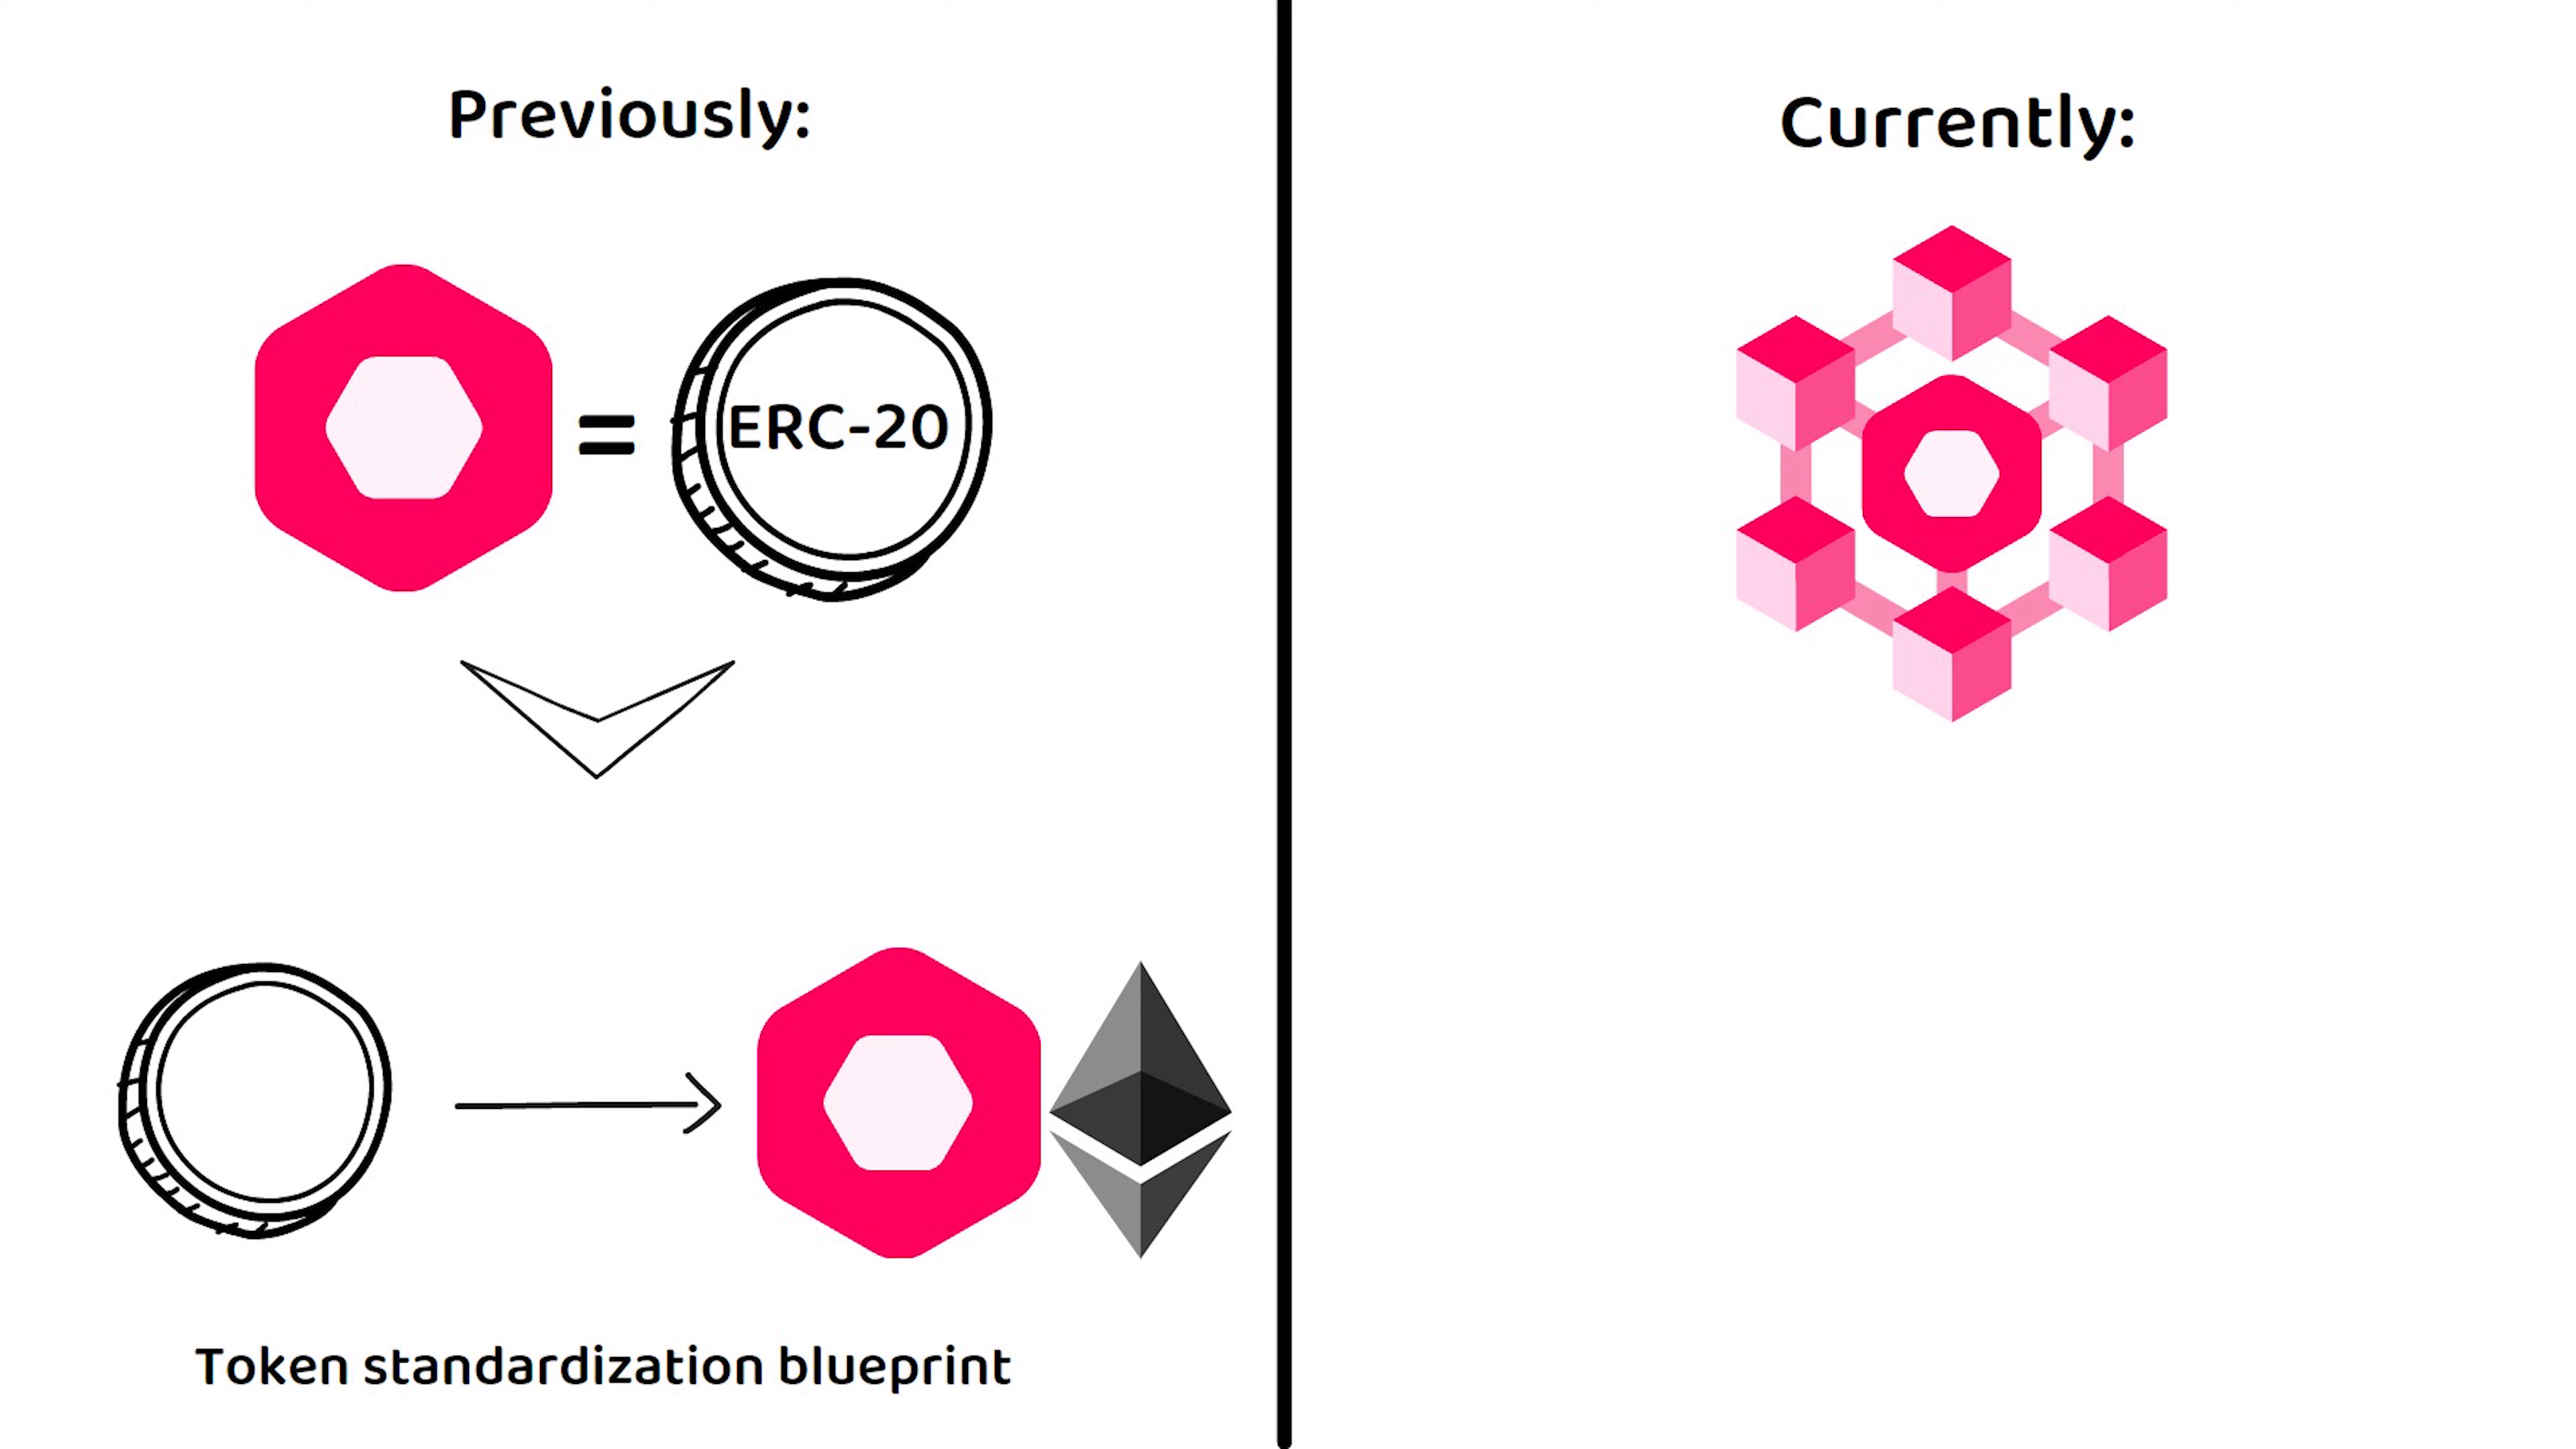 Previously:
Currently:
=
ERC-20
Token standardization blueprint